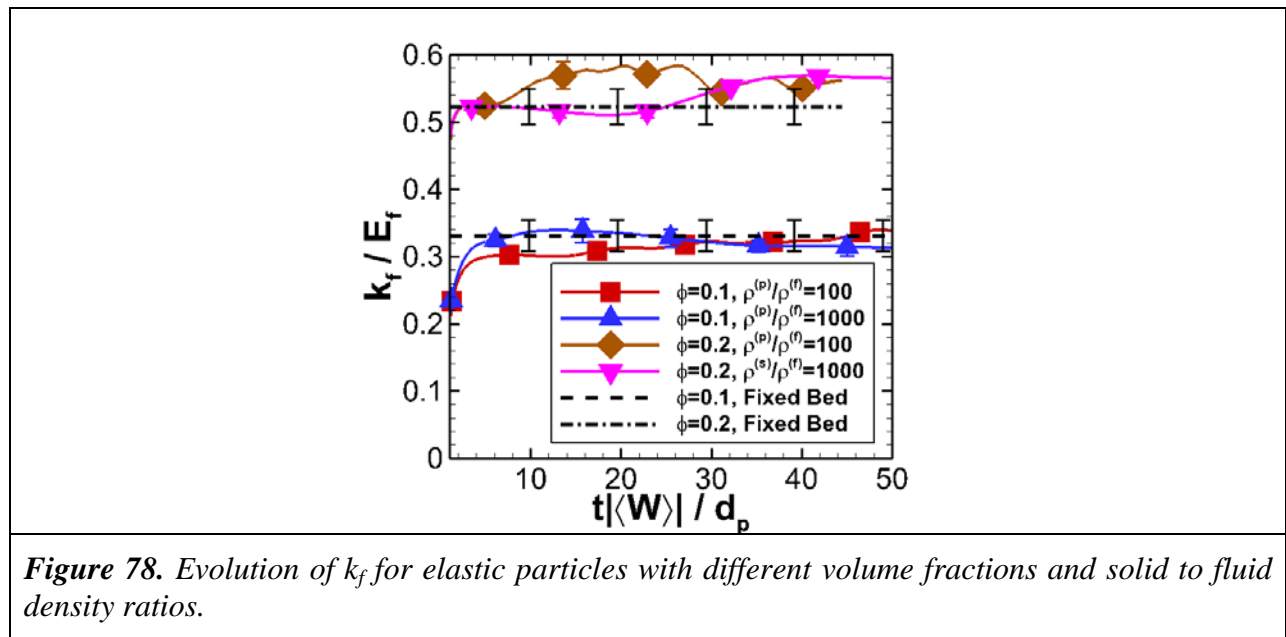 0.6
0.5
0.4
0.3
0.2
0.1
0
k_f / E_f
10
20
30
40
50
t|⟨W⟩| / d_p
ϕ=0.1, ρ^(p)/ρ^(f)=100
ϕ=0.1, ρ^(p)/ρ^(f)=1000
ϕ=0.2, ρ^(p)/ρ^(f)=100
ϕ=0.2, ρ^(s)/ρ^(f)=1000
ϕ=0.1, Fixed Bed
ϕ=0.2, Fixed Bed
Figure 78. Evolution of k_f for elastic particles with different volume fractions and solid to fluid
density ratios.